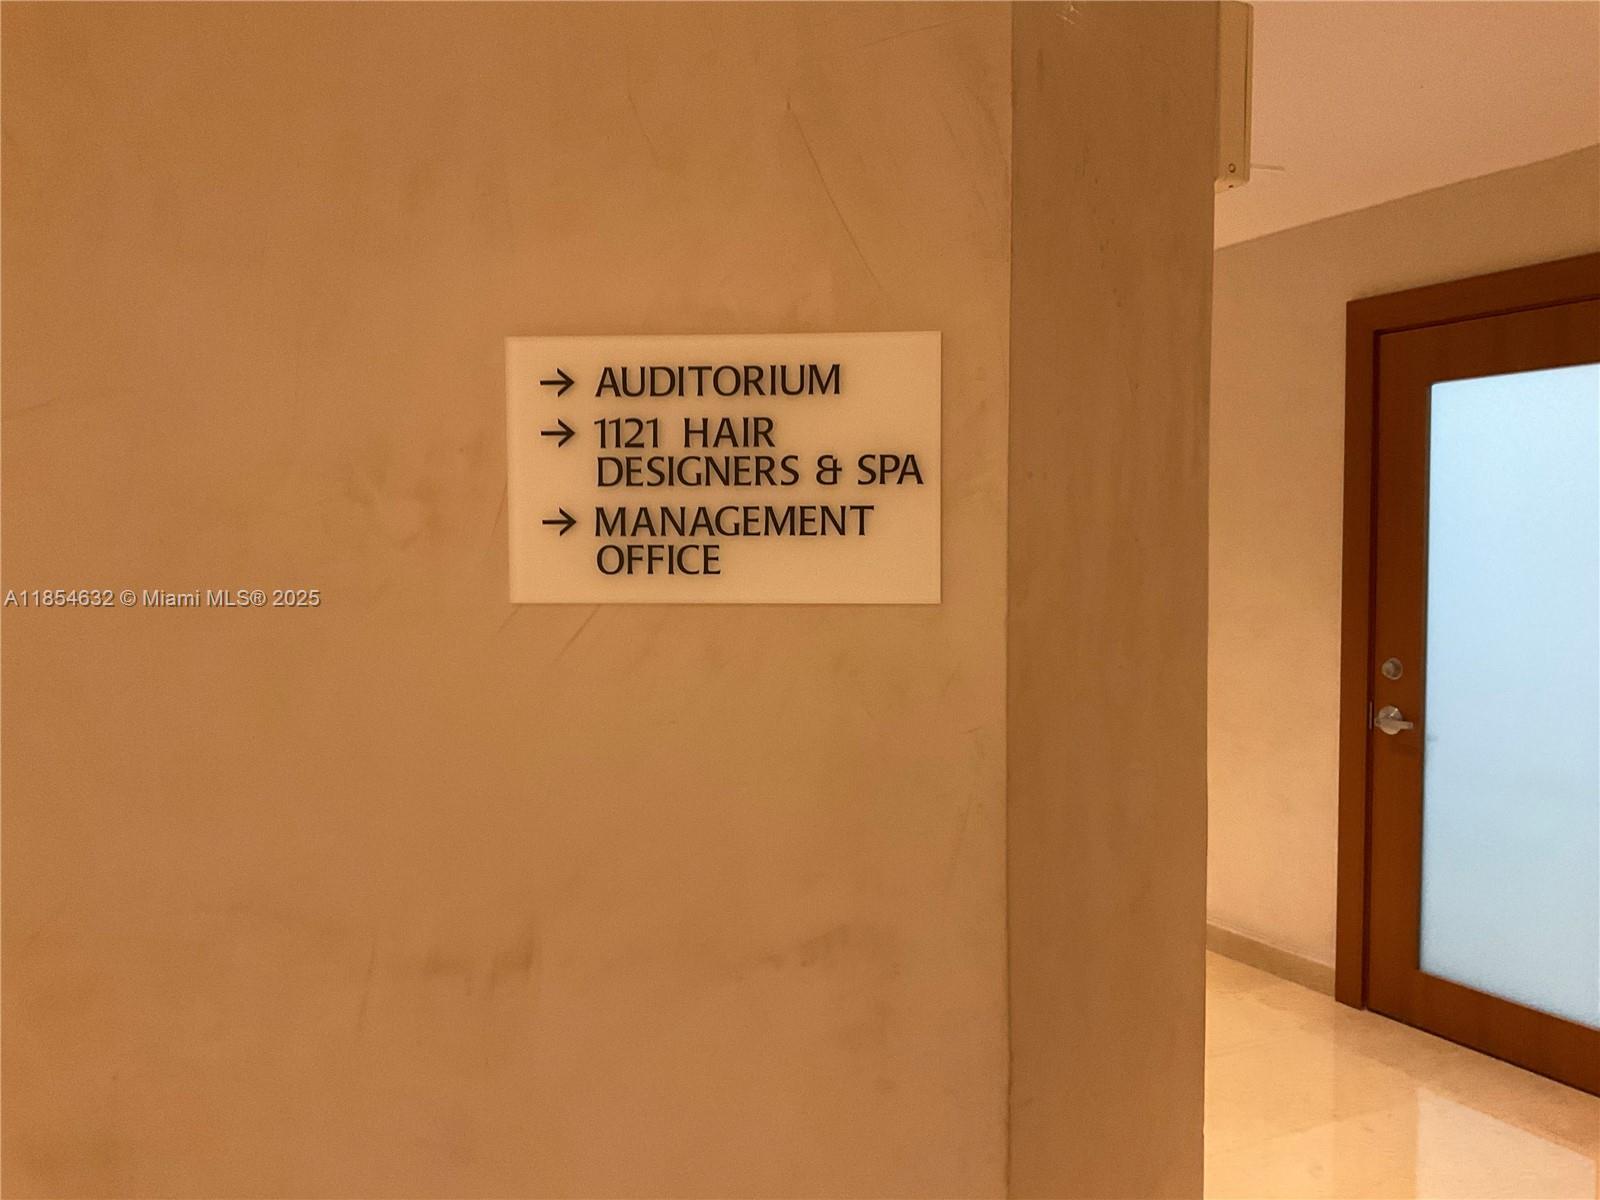 → AUDITORIUM
→ 1121 HAIR
DESIGNERS & SPA
→ MANAGEMENT
OFFICE
A11854632 © Miami MLS® 2025